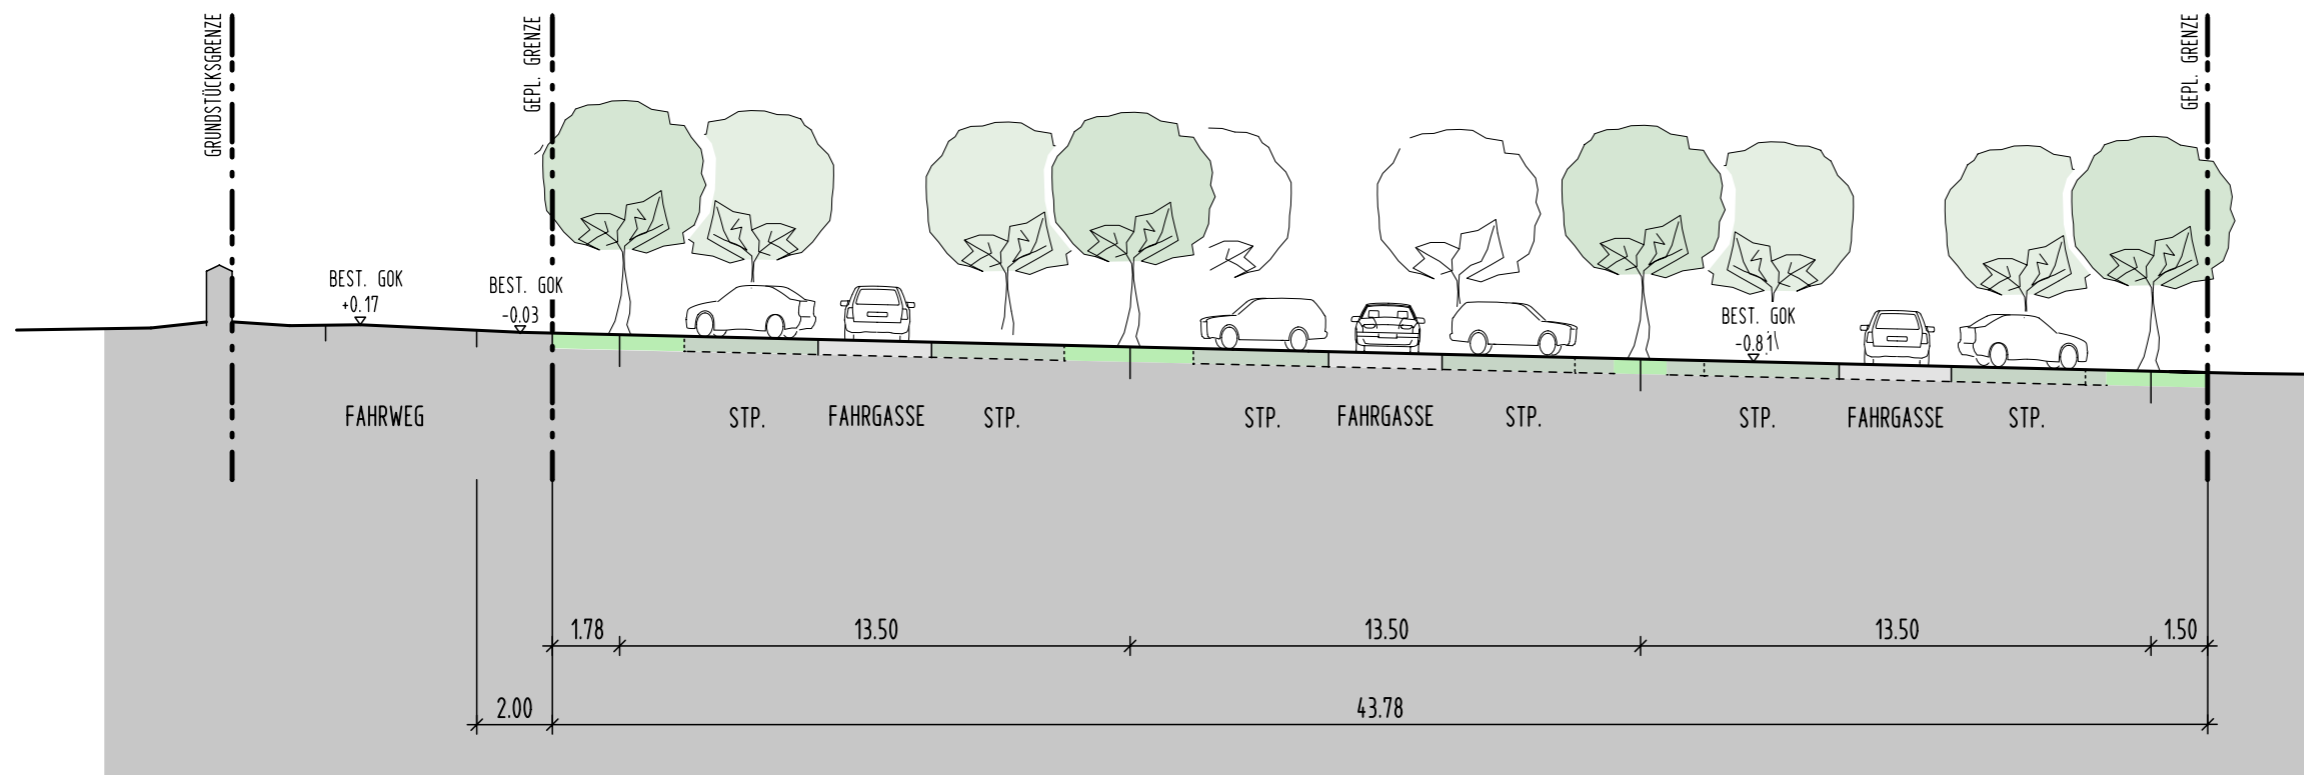 GRUNDSTÜCKSGRENZE
GEPL. GRENZE
GEPL. GRENZE
BEST. GOK
+0.17
BEST. GOK
-0.03
BEST. GOK
-0.81
FAHRWEG
STP.
FAHRGASSE
STP.
STP.
FAHRGASSE
STP.
STP.
FAHRGASSE
STP.
1.78
13.50
13.50
13.50
1.50
2.00
43.78